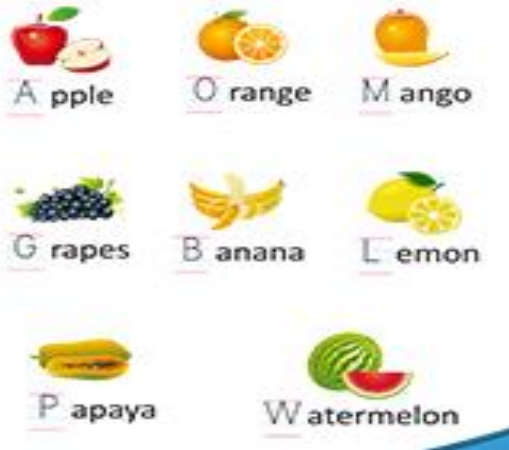 A pple O range M ango
G rapes B anana L emon
P apaya W atermelon